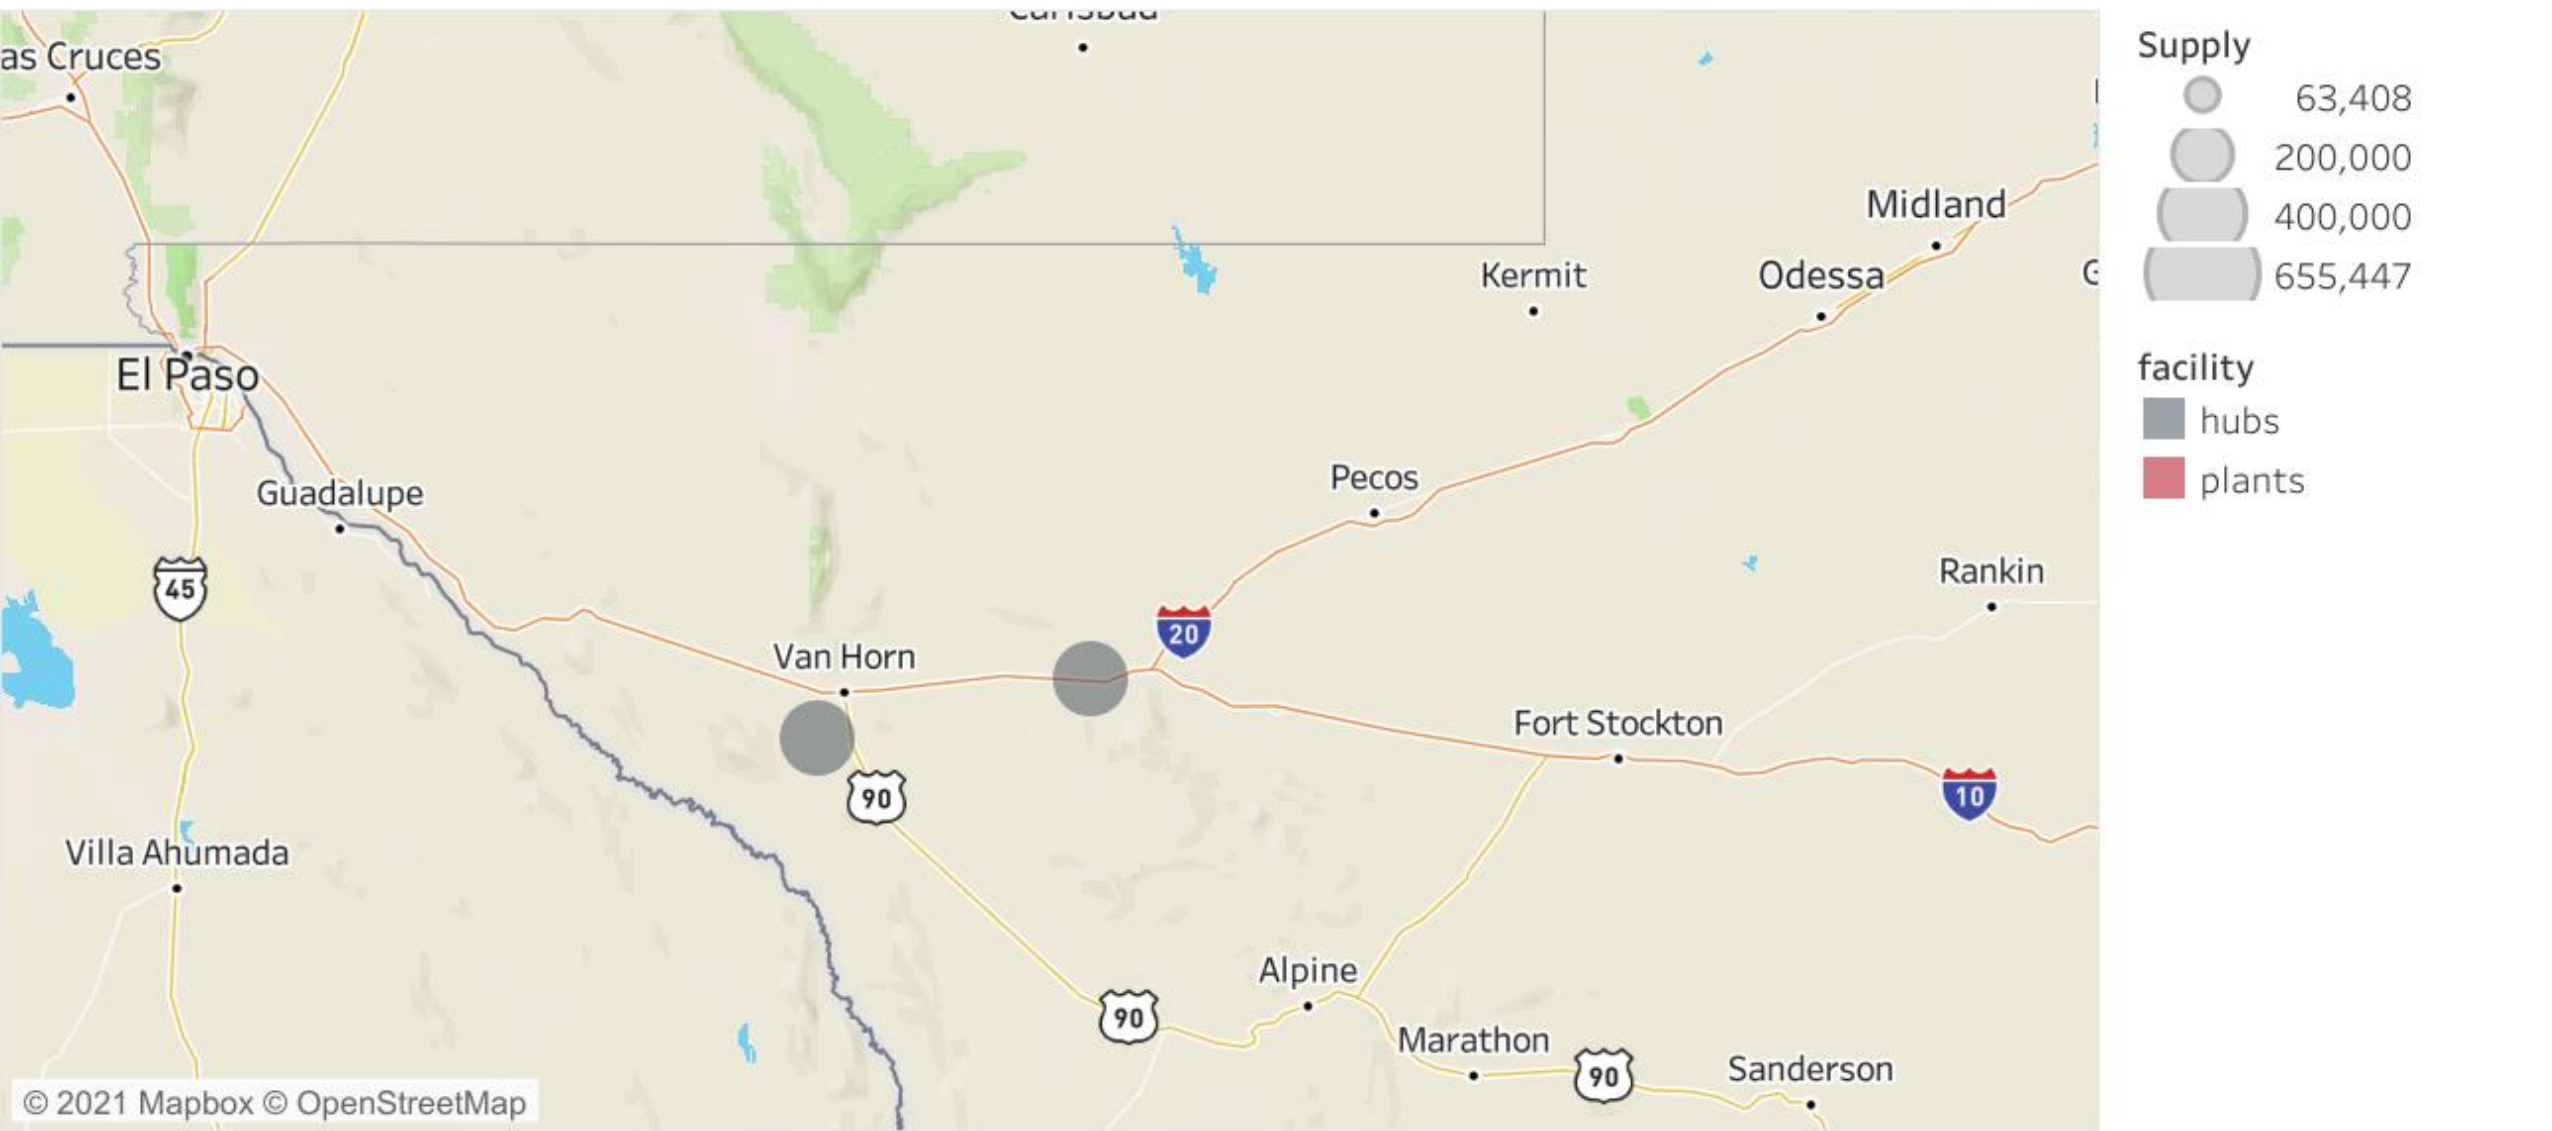 Carlsbad
as Cruces
Supply
63,408
200,000
400,000
655,447
Midland
Kermit
Odessa
G
El Paso
facility
hubs
plants
Guadalupe
Pecos
45
Rankin
20
Van Horn
Fort Stockton
90
10
Villa Ahumada
Alpine
90
Marathon
90
Sanderson
© 2021 Mapbox © OpenStreetMap